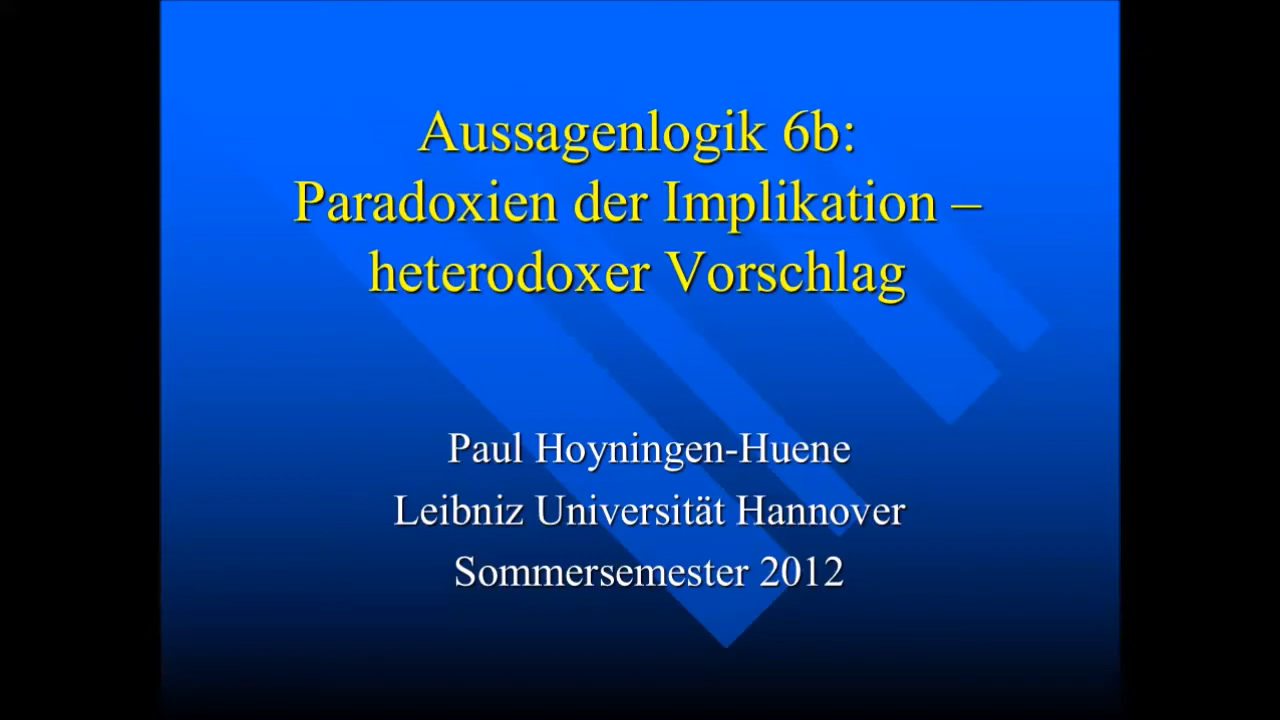 Aussagenlogik 6b:
Paradoxien der Implikation –
heterodoxer Vorschlag
Paul Hoyningen-Huene
Leibniz Universität Hannover
Sommersemester 2012